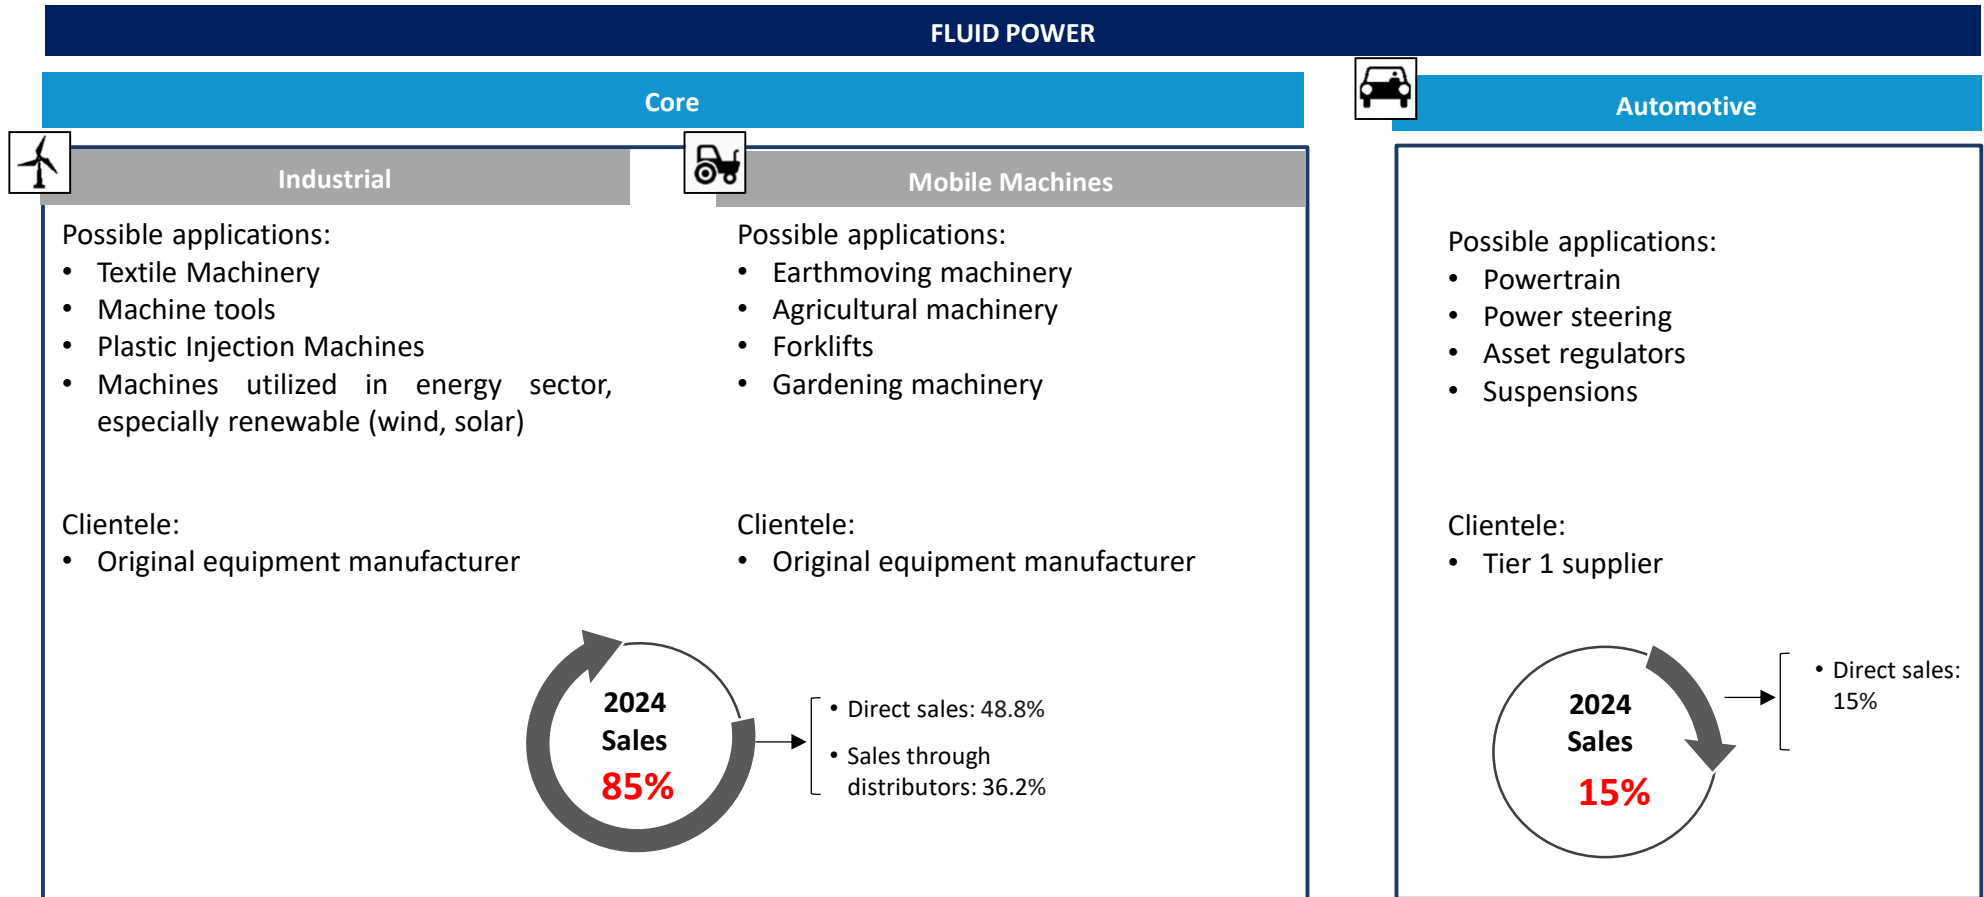 FLUID POWER
Core
Automotive
Industrial
Possible applications:
• Textile Machinery
• Machine tools
• Plastic Injection Machines
• Machines utilized in energy sector,
especially renewable (wind, solar)
Clientele:
• Original equipment manufacturer
Mobile Machines
Possible applications:
• Earthmoving machinery
• Agricultural machinery
• Forklifts
• Gardening machinery
Clientele:
• Original equipment manufacturer
2024
Sales
85%
• Direct sales: 48.8%
• Sales through
distributors: 36.2%
Possible applications:
• Powertrain
• Power steering
• Asset regulators
• Suspensions
Clientele:
• Tier 1 supplier
2024
Sales
15%
• Direct sales:
15%